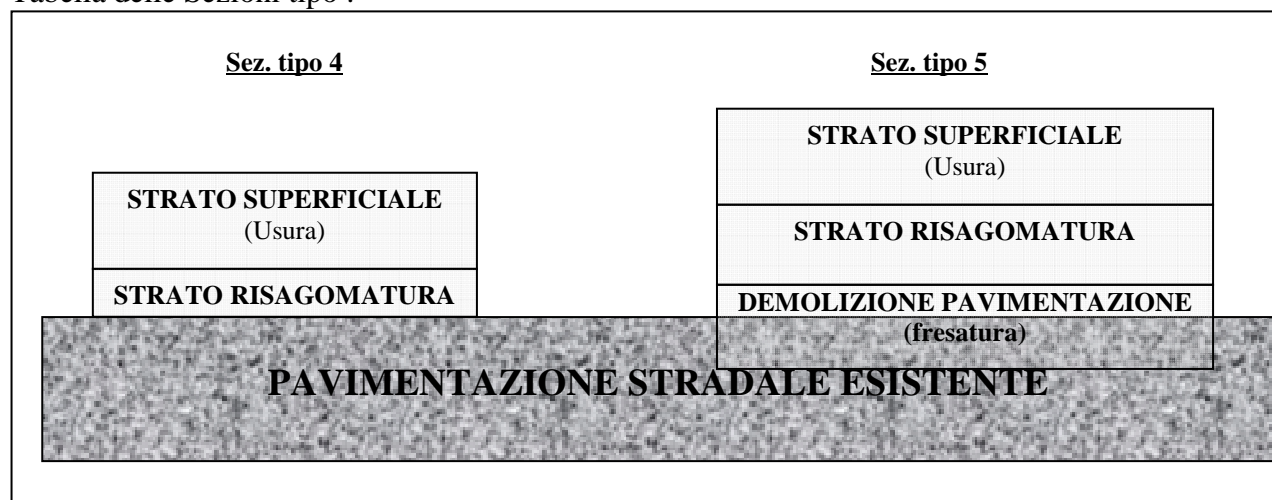 Tabella delle Sezioni tipo :
Sez. tipo 4
Sez. tipo 5
STRATO SUPERFICIALE
(Usura)
STRATO RISAGOMATURA
STRATO SUPERFICIALE
(Usura)
STRATO RISAGOMATURA
DEMOLIZIONE PAVIMENTAZIONE
(fresatura)
PAVIMENTAZIONE STRADALE ESISTENTE